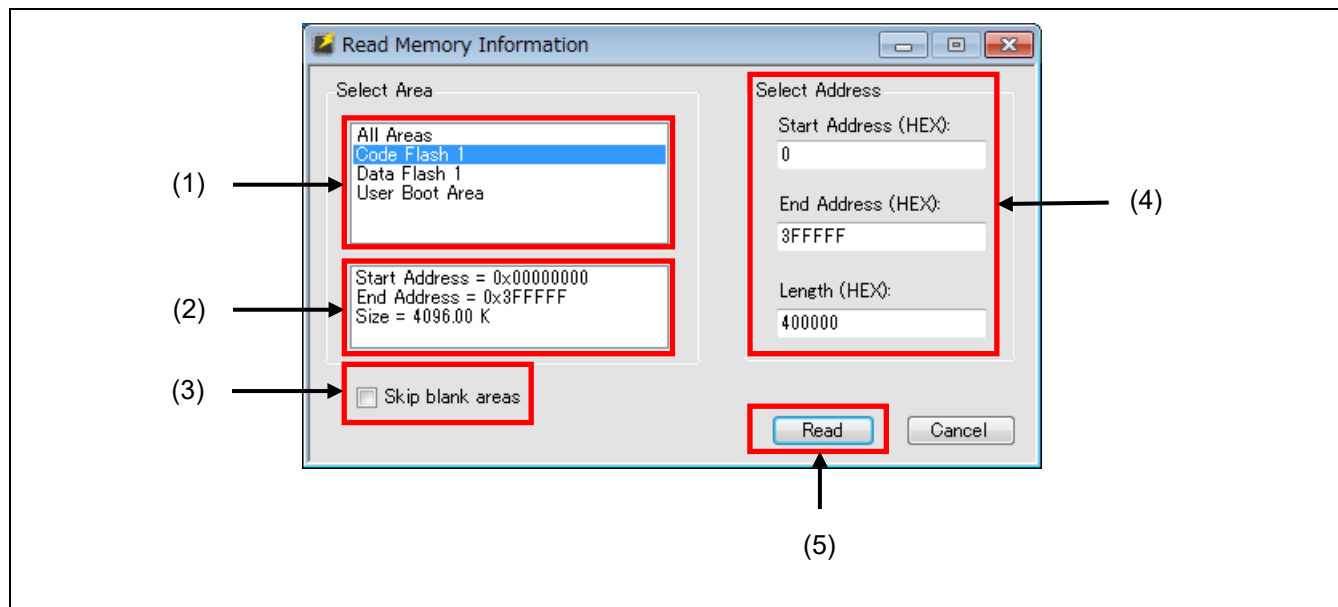 Read Memory Information
Select Area
All Areas
Code Flash 1
Data Flash 1
User Boot Area
(1)
Start Address = 0x00000000
End Address = 0x3FFFFF
Size = 4096.00 K
(2)
Skip blank areas
(3)
Select Address
Start Address (HEX):
0
End Address (HEX):
3FFFFF
Length (HEX):
400000
(4)
Read
Cancel
(5)